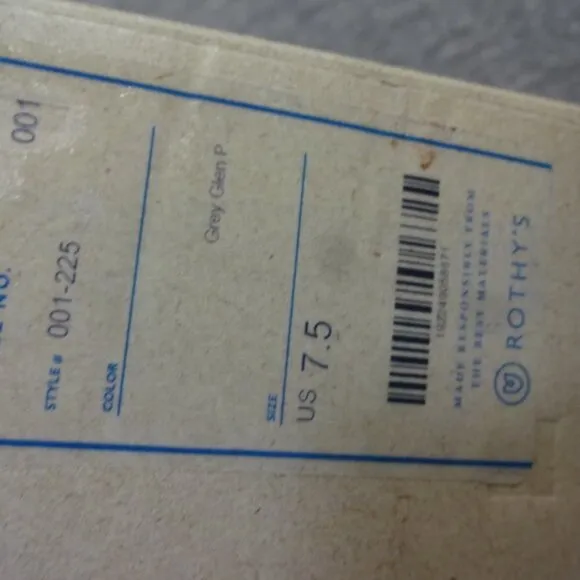 001
STYLE # 001-225
COLOR
Grey Glen P
SIZE
US 7.5
MADE RESPONSIBLY FROM
THE BEST MATERIALS
ROTHY'S